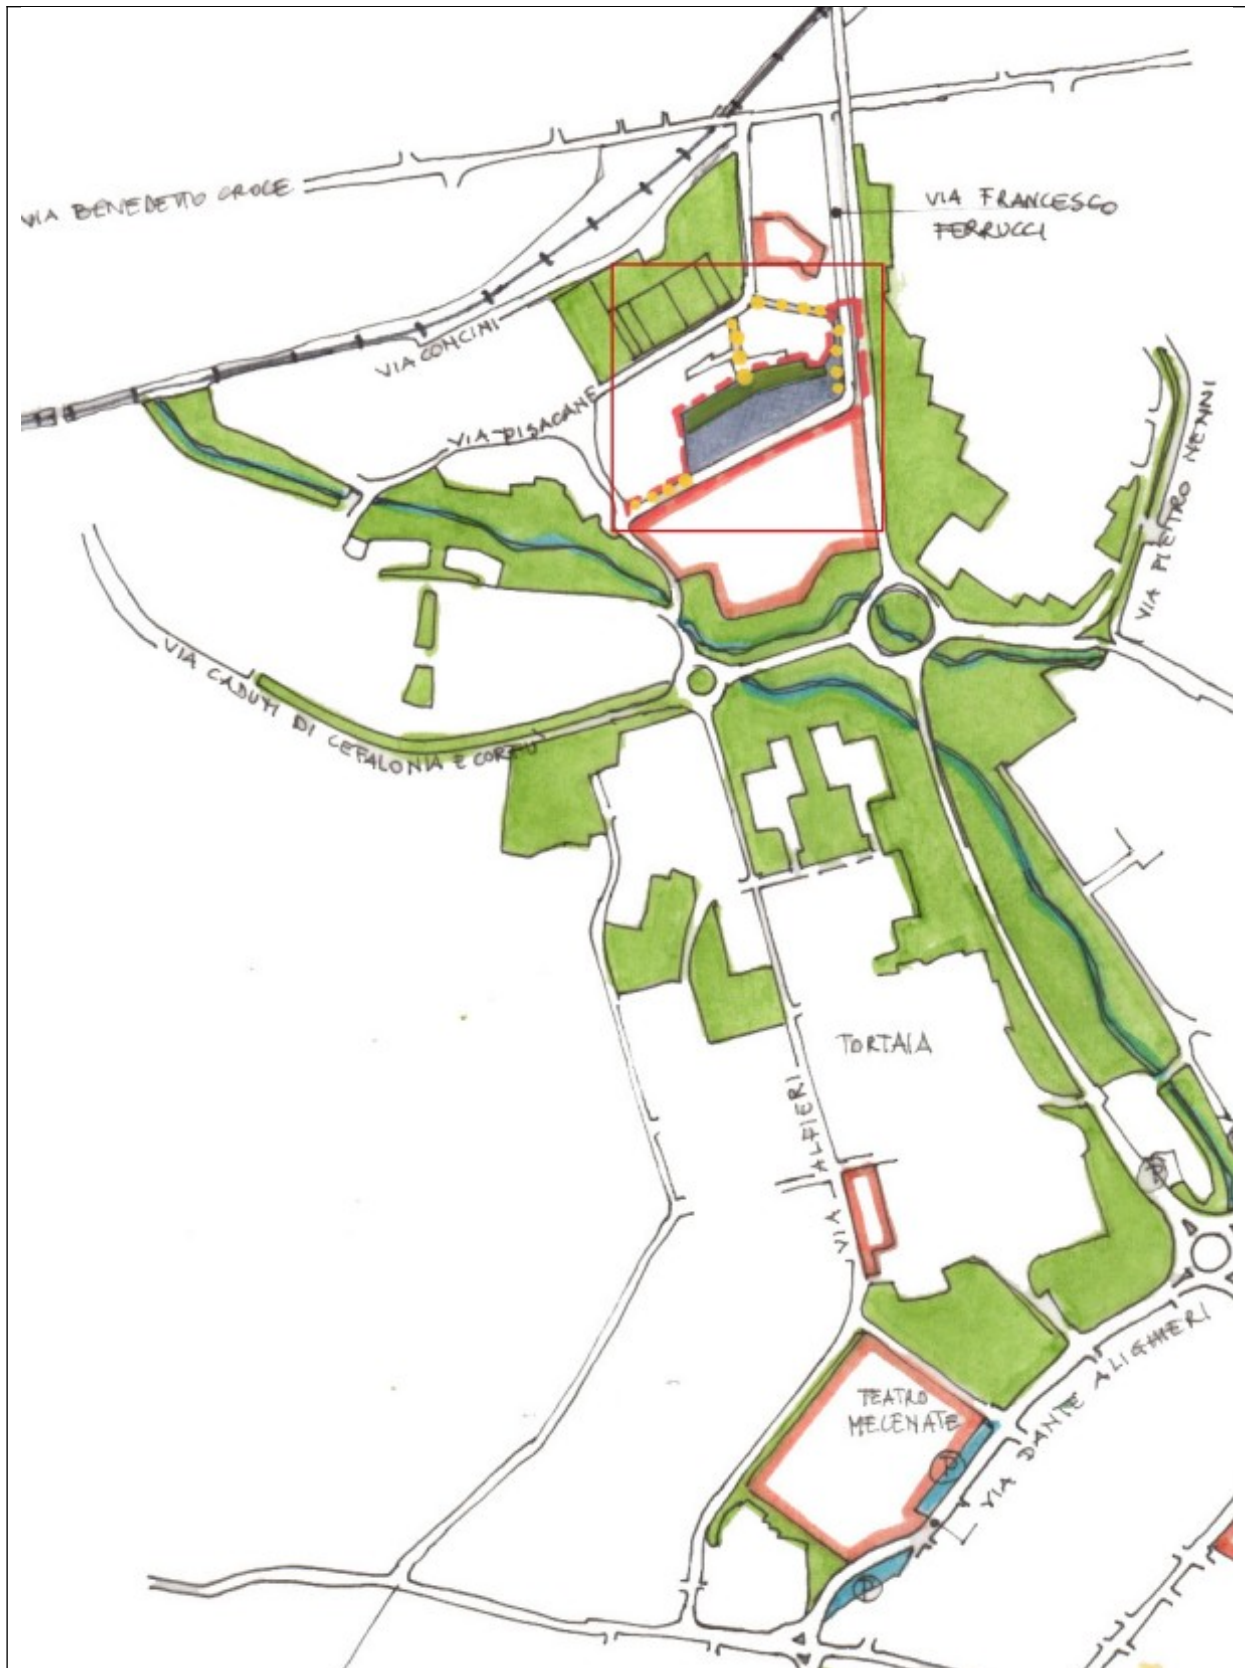 VIA BENEDETTO CROCE
VIA FRANCESCO
FERRUCCI
VIA CONCINI
VIA PISACANE
VIA PIETRO NENNI
VIA CADUTI DI CEFALONIA E CORFÙ
TORTAIA
VIA ALFIERI
P
VIA DANTE ALIGHIERI
TEATRO
MECENATE
P
P